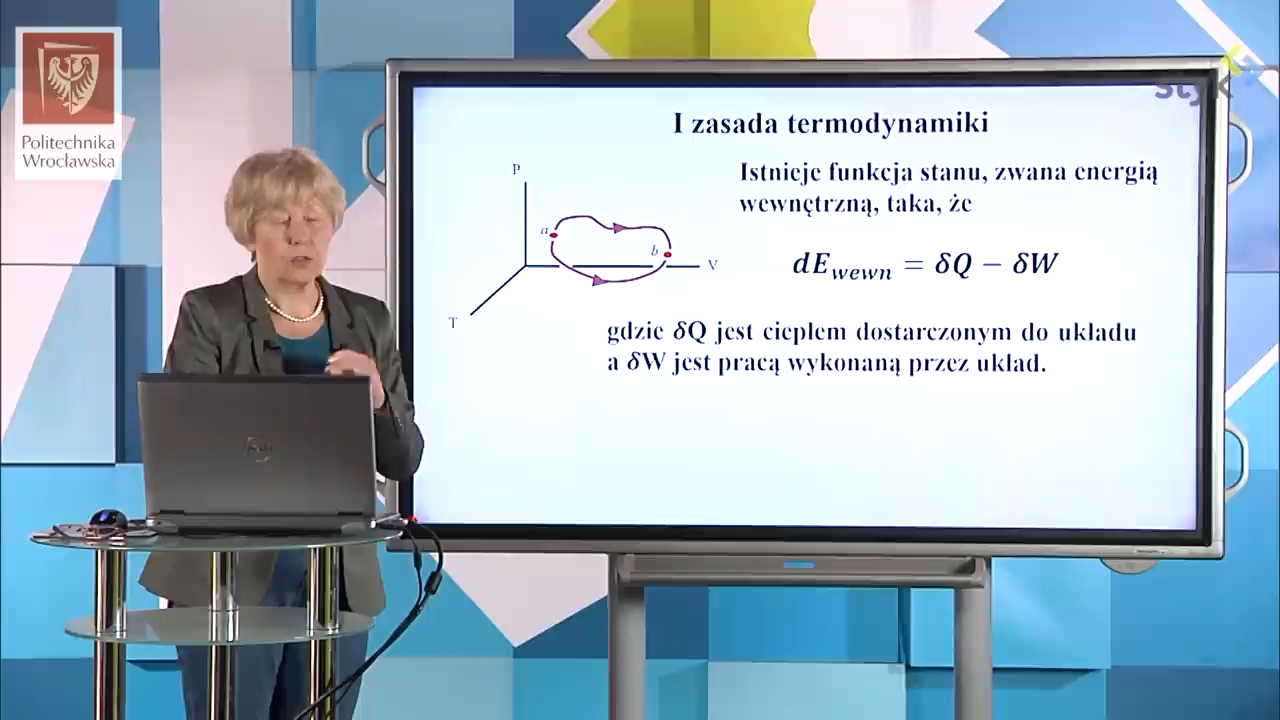 Politechnika
Wrocławska
Styk
I zasada termodynamiki
Istnieje funkcja stanu, zwana energią
wewnętrzną, taka, że
P
a
b
V
T
dE_wewn = δQ − δW
gdzie δQ jest ciepłem dostarczonym do układu
a δW jest pracą wykonaną przez układ.